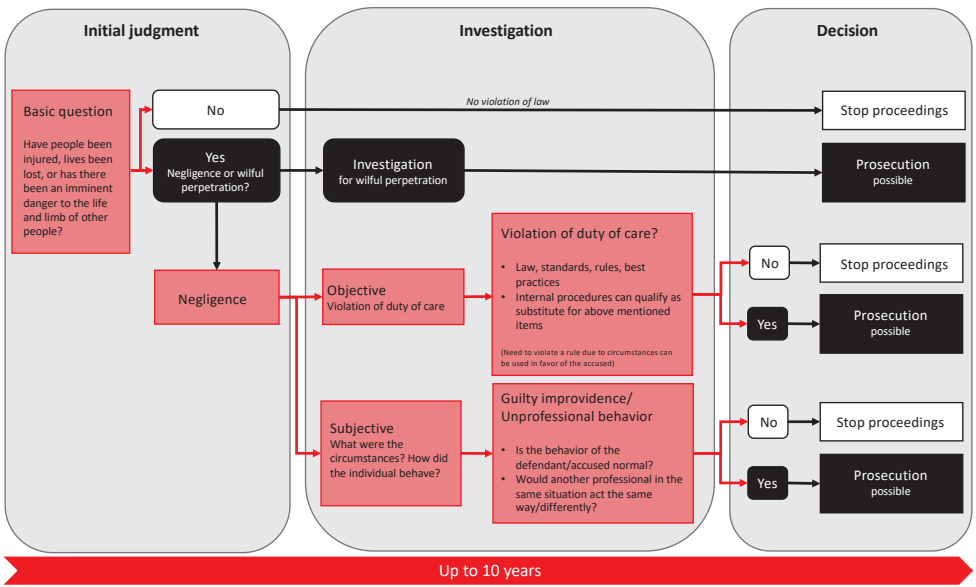 Initial judgment
Investigation
Decision
Basic question
Have people been
injured, lives been
lost, or has there
been an imminent
danger to the life
and limb of other
people?
No
No violation of law
Stop proceedings
Yes
Negligence or wilful
perpetration?
Investigation
for wilful perpetration
Prosecution
possible
Negligence
Objective
Violation of duty of care
Violation of duty of care?
• Law, standards, rules, best
practices
• Internal procedures can qualify as
substitute for above mentioned
items
(Need to violate a rule due to circumstances can
be used in favor of the accused)
No
Stop proceedings
Yes
Prosecution
possible
Subjective
What were the
circumstances? How did
the individual behave?
Guilty improvidence/
Unprofessional behavior
• Is the behavior of the
defendant/accused normal?
• Would another professional in the
same situation act the same
way/differently?
No
Stop proceedings
Yes
Prosecution
possible
Up to 10 years